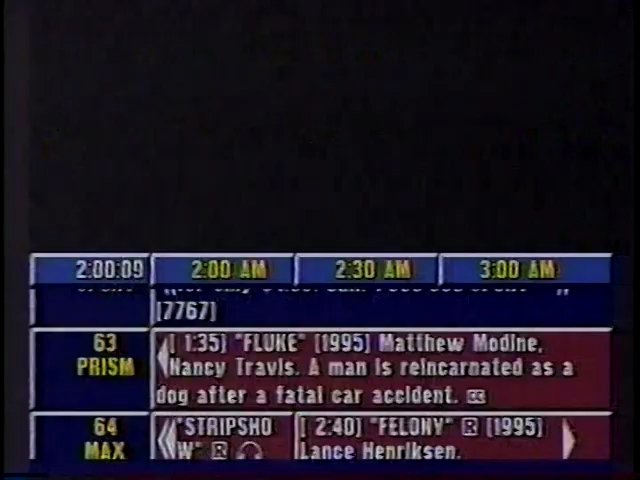 2:00:09 2:00 AM 2:30 AM 3:00 AM
[7767]
63 PRISM
[ 1:35] "FLUKE" [1995] Matthew Modine,
Nancy Travis. A man is reincarnated as a
dog after a fatal car accident. CC
64 MAX
"STRIPSHO
W" R
[ 2:40] "FELONY" R [1995]
Lance Henriksen.